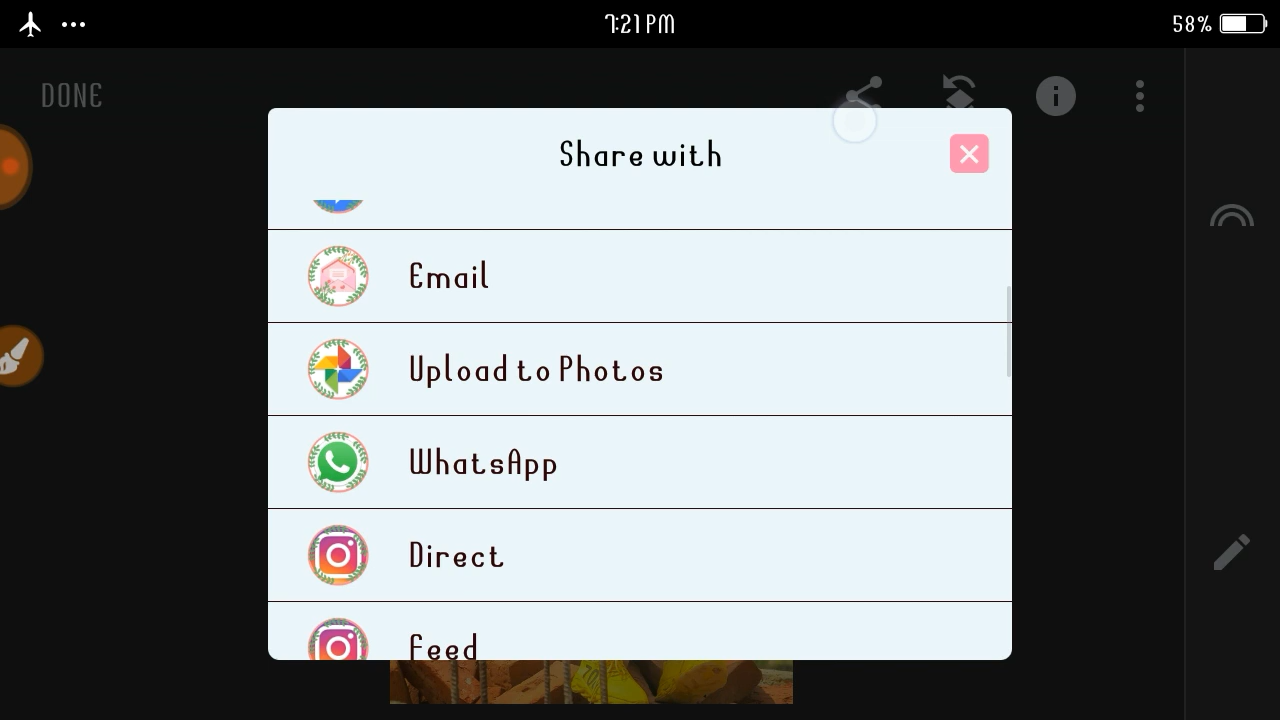 7:21 PM
58%
DONE
Share with
Email
Upload to Photos
WhatsApp
Direct
Feed